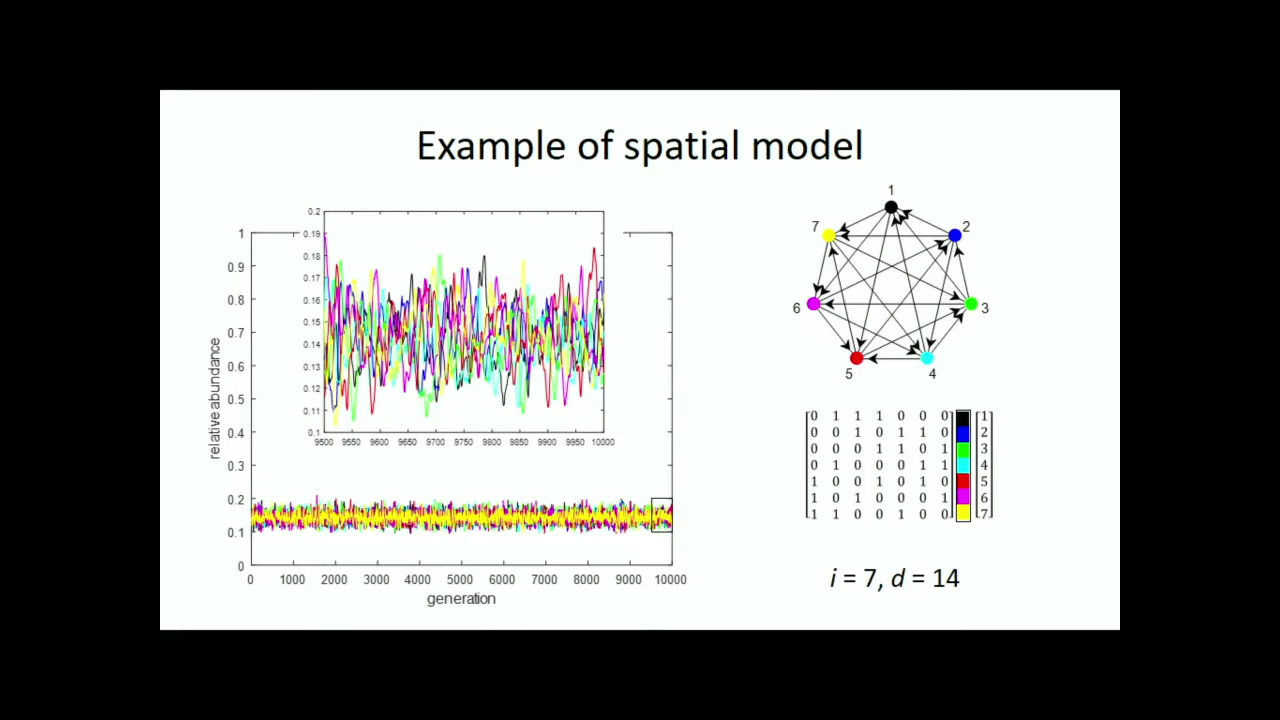 Example of spatial model
0.2
0.19
0.18
0.17
0.16
0.15
0.14
0.13
0.12
0.11
0.1
9500 9550 9600 9650 9700 9750 9800 9850 9900 9950 10000
1
0.9
0.8
0.7
0.6
0.5
0.4
0.3
0.2
0.1
0
relative abundance
0 1000 2000 3000 4000 5000 6000 7000 8000 9000 10000
generation
1
7 2
6 3
5 4
0 1 1 1 0 0 0 1
0 0 1 0 1 1 0 2
0 0 0 1 1 0 1 3
0 1 0 0 0 1 1 4
1 0 0 1 0 1 0 5
1 0 1 0 0 0 1 6
1 1 0 0 1 0 0 7
i = 7, d = 14